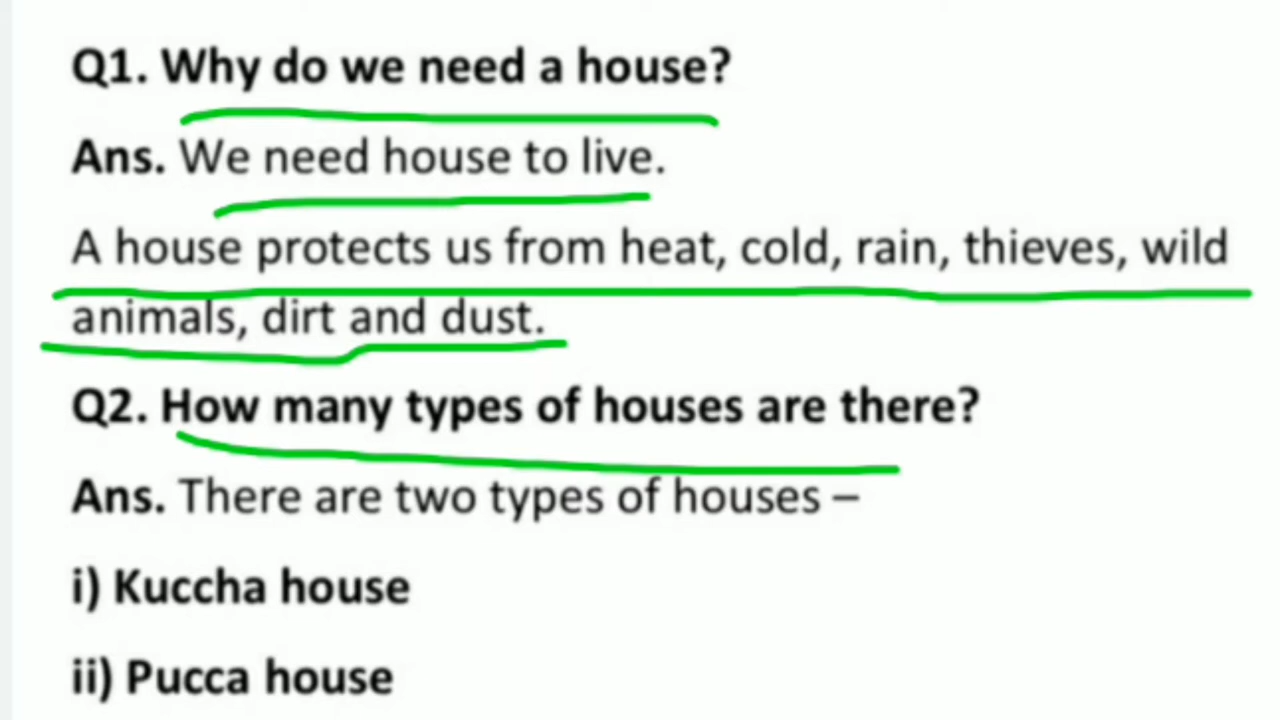 Q1. Why do we need a house?
Ans. We need house to live.
A house protects us from heat, cold, rain, thieves, wild
animals, dirt and dust.
Q2. How many types of houses are there?
Ans. There are two types of houses –
i) Kuccha house
ii) Pucca house